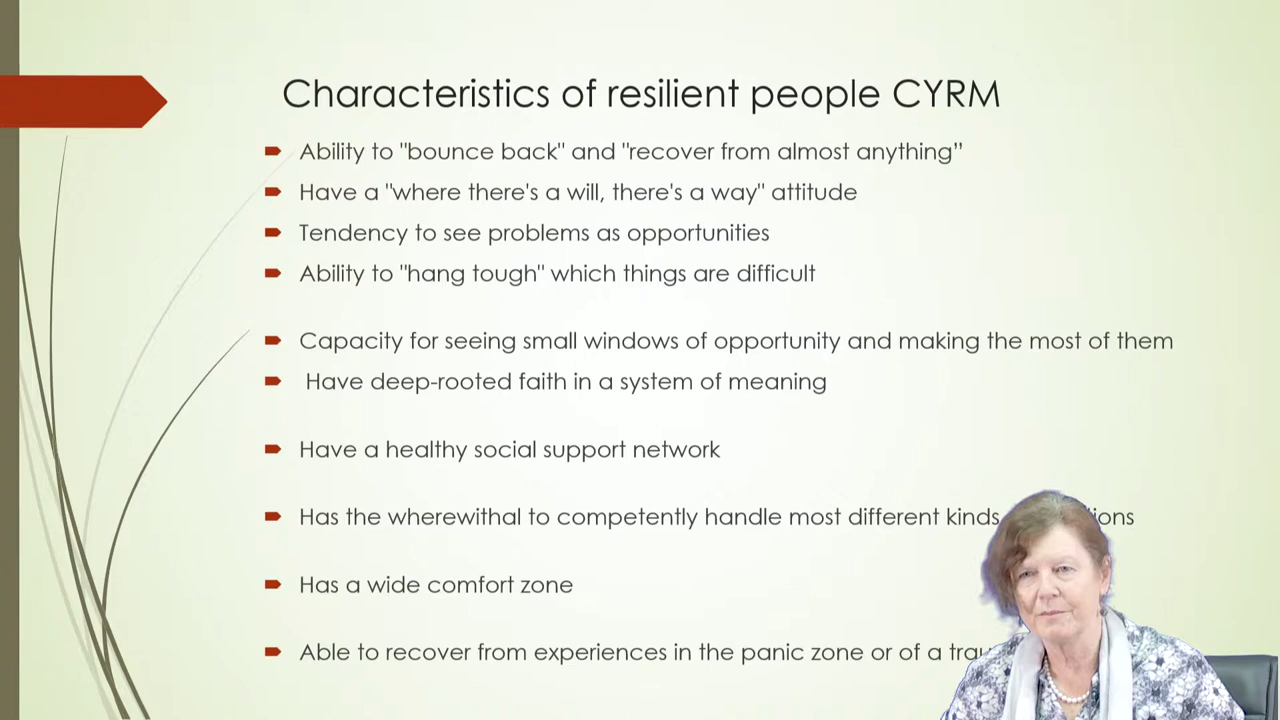 Characteristics of resilient people CYRM
Ability to "bounce back" and "recover from almost anything”
Have a "where there's a will, there's a way" attitude
Tendency to see problems as opportunities
Ability to "hang tough" which things are difficult
Capacity for seeing small windows of opportunity and making the most of them
Have deep-rooted faith in a system of meaning
Have a healthy social support network
Has the wherewithal to competently handle most different kinds
Has a wide comfort zone
Able to recover from experiences in the panic zone or of a